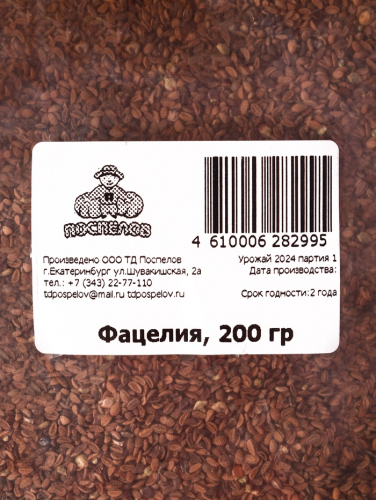 ПОСПЕЛОВ
4 610006 282995
Произведено ООО ТД Поспелов
г.Екатеринбург ул.Шувакишская, 2а
тел.: +7 (343) 22-77-110
tdpospelov@mail.ru tdpospelov.ru
Урожай 2024 партия 1
Дата производства:
Срок годности:2 года
Фацелия, 200 гр